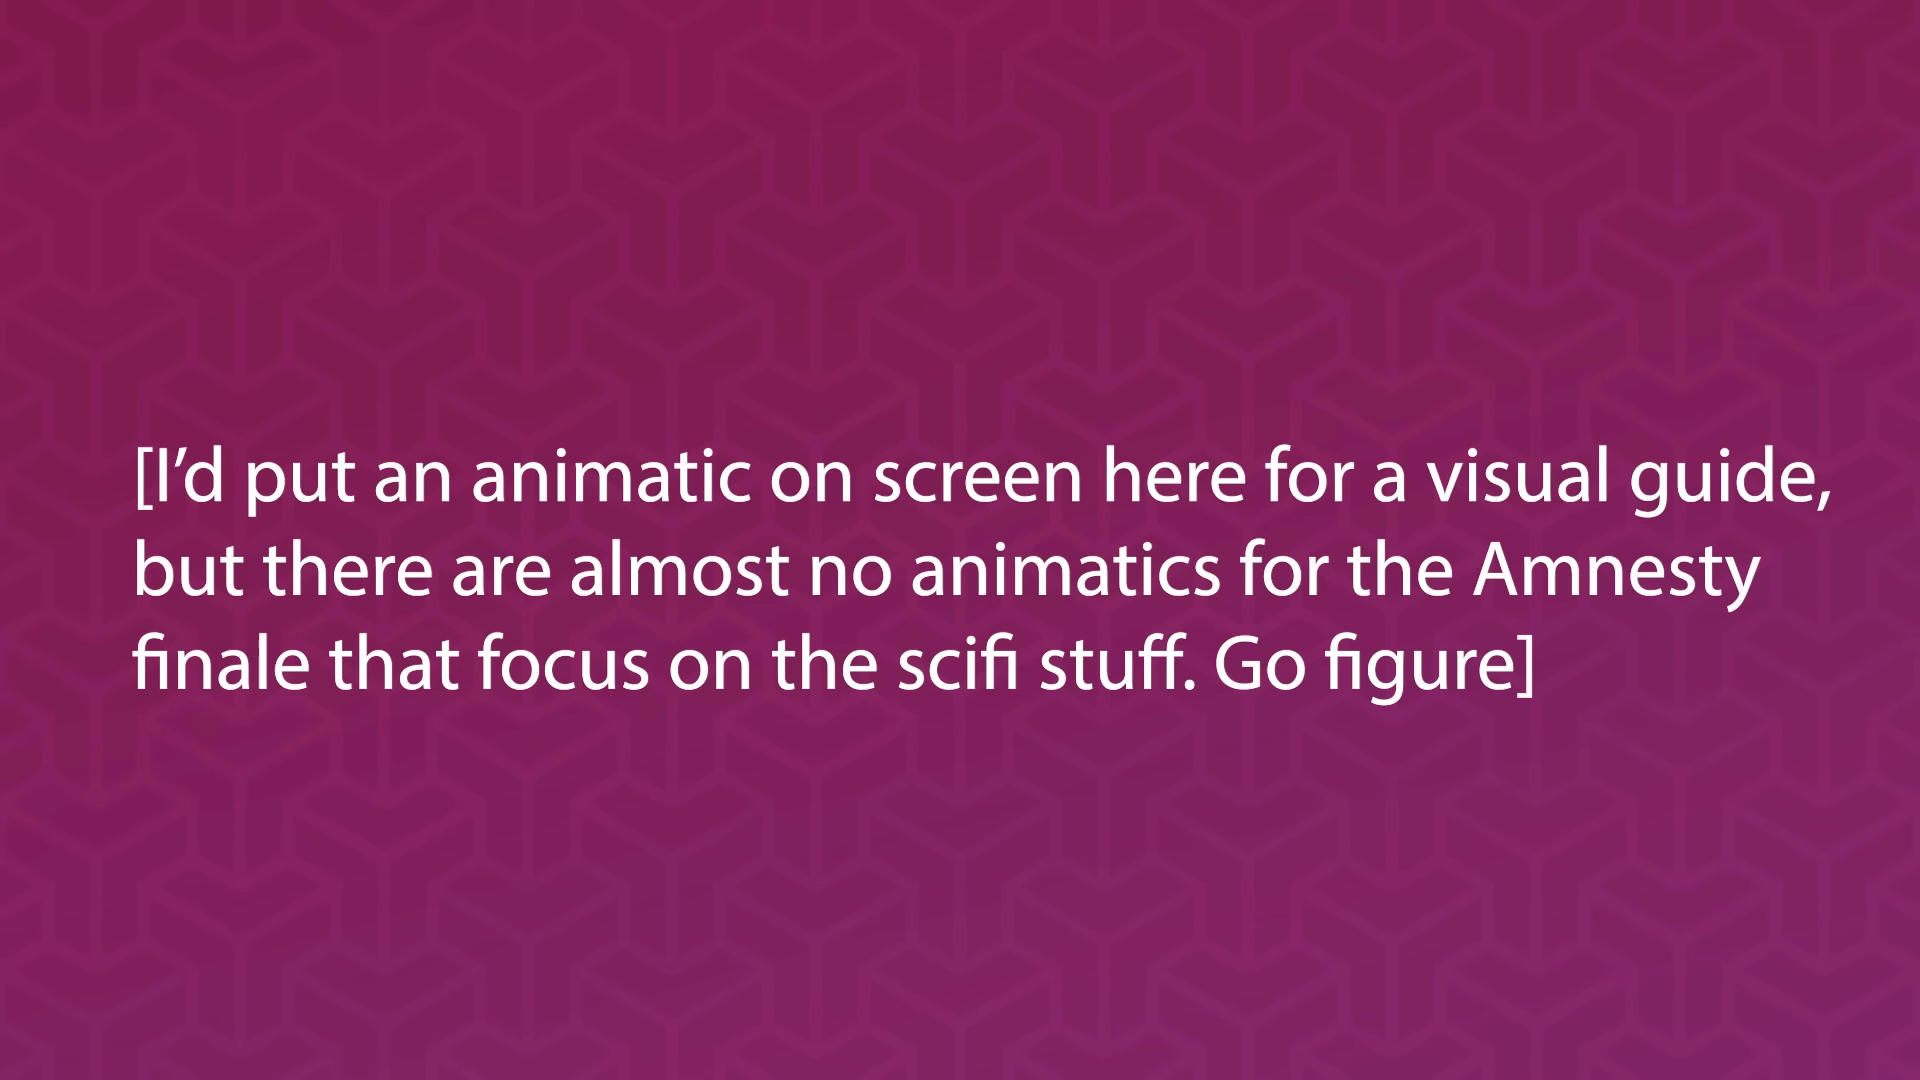 [I’d put an animatic on screen here for a visual guide,
but there are almost no animatics for the Amnesty
finale that focus on the scifi stuff. Go figure]